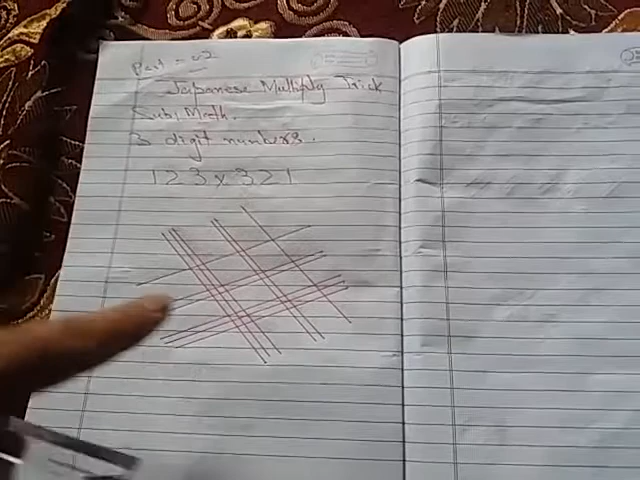 Part - 02
Japanese Multiply Trick
Sub; Math.
3 digit numbers.
123 x 321